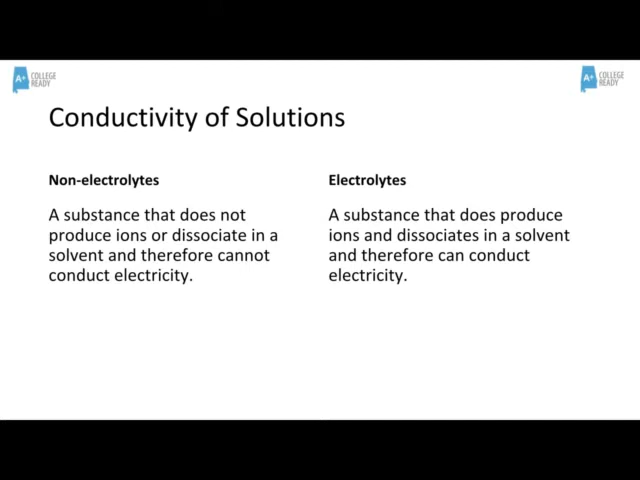 A+ COLLEGE
READY
A+ COLLEGE
READY
Conductivity of Solutions
Non-electrolytes
A substance that does not
produce ions or dissociate in a
solvent and therefore cannot
conduct electricity.
Electrolytes
A substance that does produce
ions and dissociates in a solvent
and therefore can conduct
electricity.